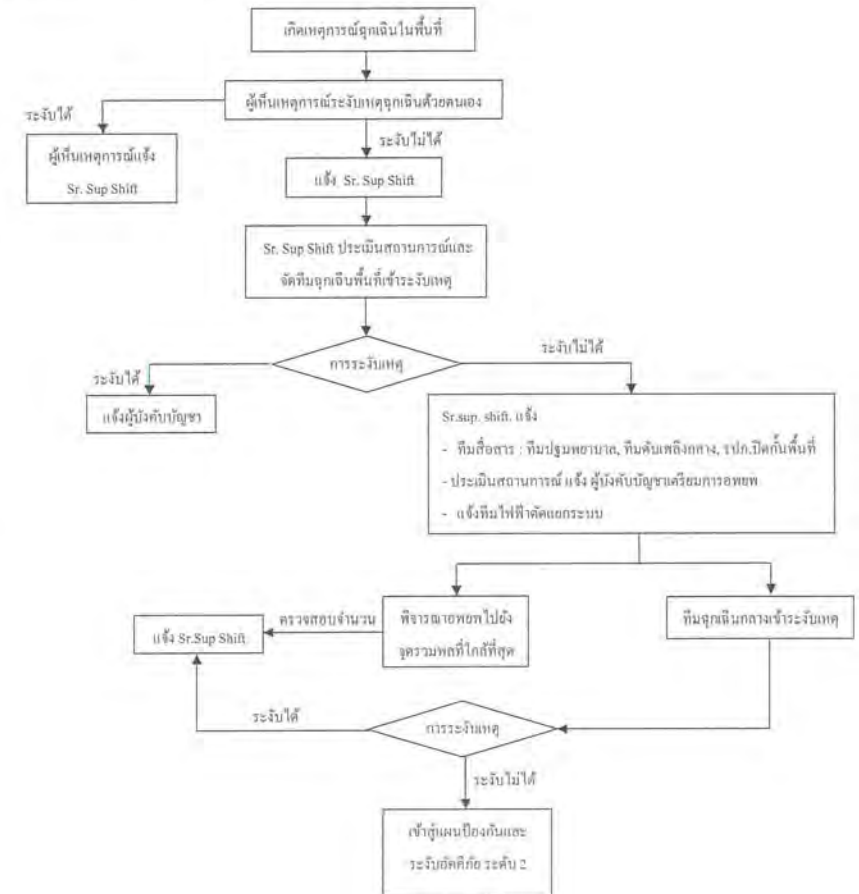 เกิดเหตุการณ์ฉุกเฉินในพื้นที่
ผู้เห็นเหตุการณ์ระงับเหตุฉุกเฉินด้วยตนเอง
ระงับได้
ระงับไม่ได้
ผู้เห็นเหตุการณ์แจ้ง
Sr. Sup Shift
แจ้ง Sr. Sup Shift
Sr. Sup Shift ประเมินสถานการณ์และ
จัดทีมฉุกเฉินพื้นที่เข้าระงับเหตุ
การระงับเหตุ
ระงับได้
ระงับไม่ได้
แจ้งผู้บังคับบัญชา
Sr.sup. shift. แจ้ง
- ทีมสื่อสาร : ทีมปฐมพยาบาล, ทีมดับเพลิงกลาง, รปภ.ปิดกั้นพื้นที่
- ประเมินสถานการณ์ แจ้ง ผู้บังคับบัญชาเตรียมการอพยพ
- แจ้งทีมไฟฟ้าตัดแยกระบบ
แจ้ง Sr.Sup Shift
ตรวจสอบจำนวน
พิจารณาอพยพไปยัง
จุดรวมพลที่ใกล้ที่สุด
ทีมฉุกเฉินกลางเข้าระงับเหตุ
ระงับได้
การระงับเหตุ
ระงับไม่ได้
เข้าสู่แผนป้องกันและ
ระงับอัคคีภัย ระดับ 2